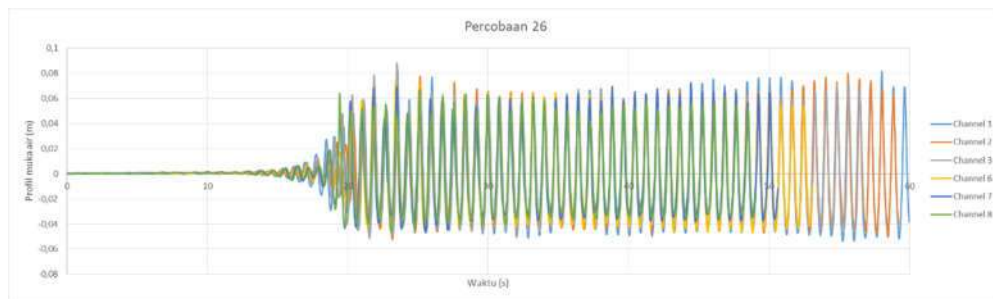 Percobaan 26
Profil muka air (m)
0,1
0,08
0,06
0,04
0,02
0
-0,02
-0,04
-0,06
0,08
0
10
20
30
40
50
60
Waktu (s)
Channel 1
Channel 2
Channel 3
Channel 6
Channel 7
Channel 8